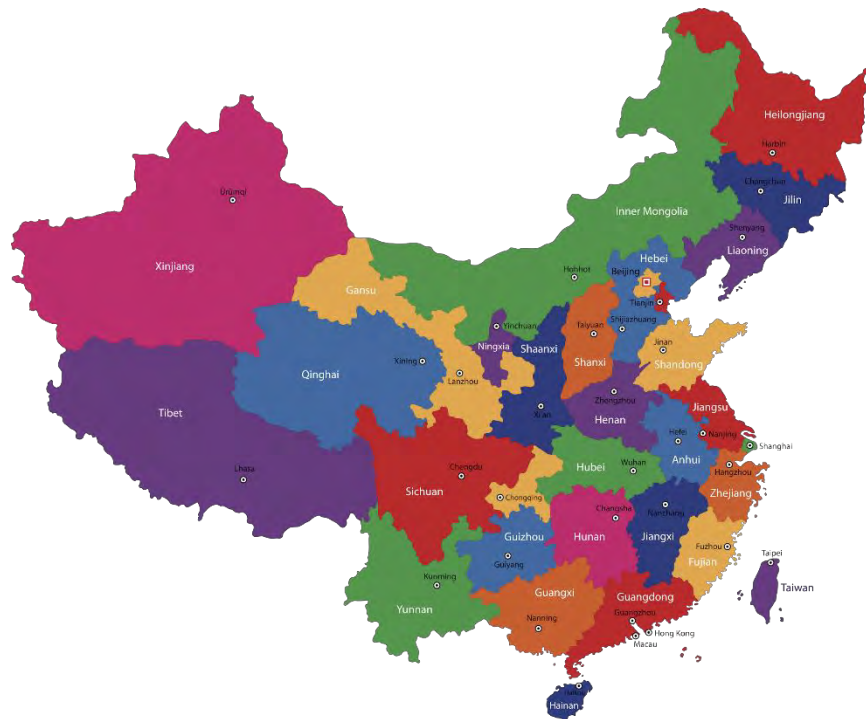 Heilongjiang
Harbin
Changchun
Jilin
Ürümqi
Inner Mongolia
Shenyang
Liaoning
Xinjiang
Hebei
Beijing
Hohhot
Gansu
Tianjin
Yinchuan
Shijiazhuang
Taiyuan
Ningxia
Shaanxi
Jinan
Xining
Shanxi
Shandong
Qinghai
Lanzhou
Zhengzhou
Jiangsu
Tibet
Xi'an
Henan
Hefei
Nanjing
Shanghai
Anhui
Hubei
Wuhan
Chengdu
Hangzhou
Lhasa
Sichuan
Zhejiang
Chongqing
Changsha
Nanchang
Guizhou
Hunan
Jiangxi
Fuzhou
Guiyang
Fujian
Taipei
Kunming
Taiwan
Yunnan
Guangxi
Guangdong
Guangzhou
Nanning
Hong Kong
Macau
Hainan